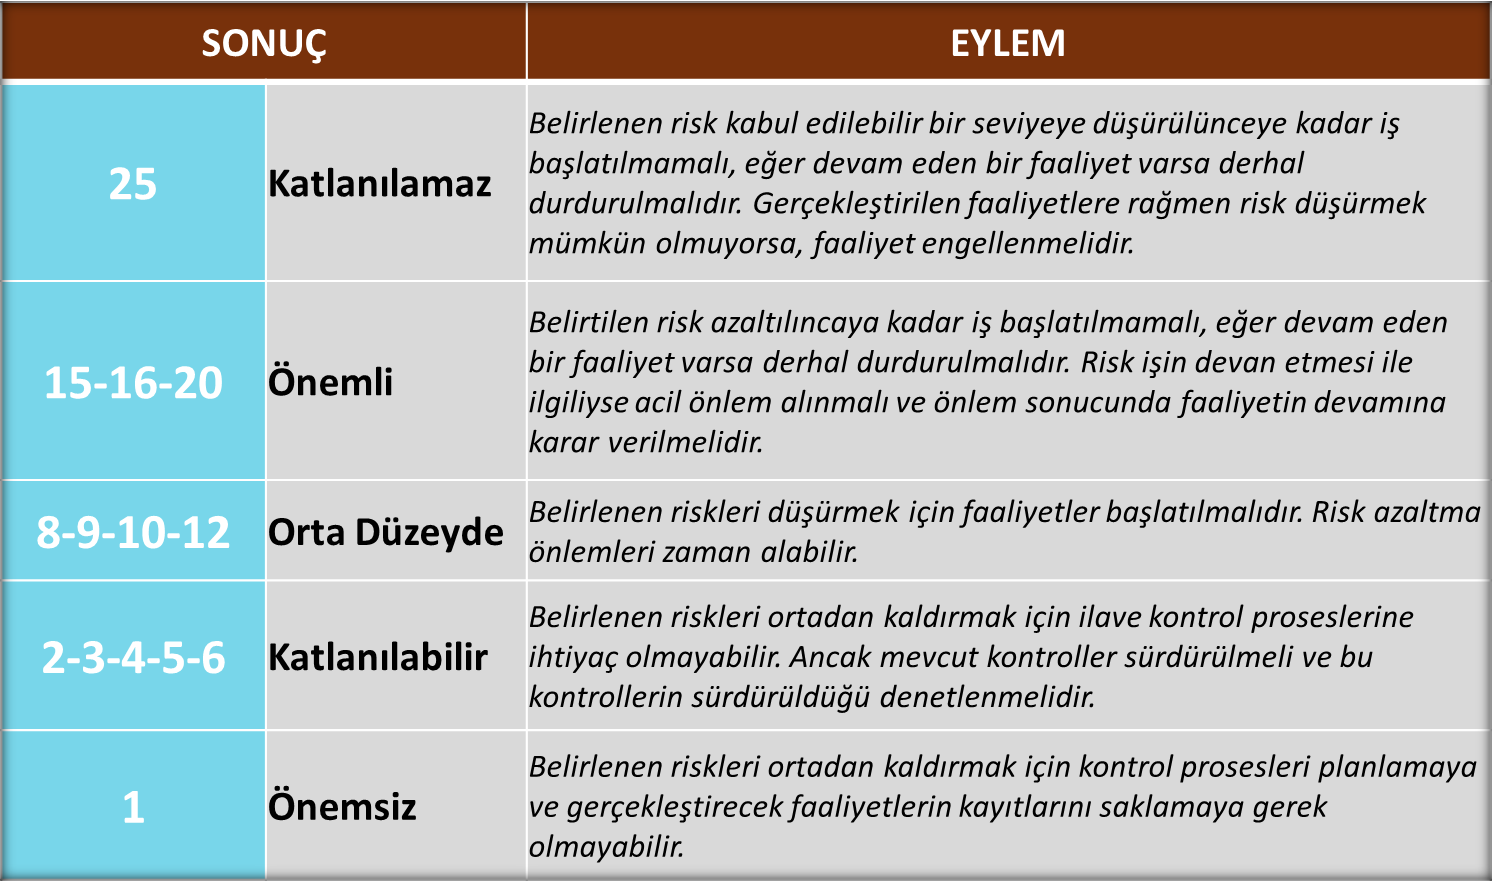 SONUÇ EYLEM
25 Katlanılamaz
Belirlenen risk kabul edilebilir bir seviyeye düşürülünceye kadar iş
başlatılmamalı, eğer devam eden bir faaliyet varsa derhal
durdurulmalıdır. Gerçekleştirilen faaliyetlere rağmen risk düşürmek
mümkün olmuyorsa, faaliyet engellenmelidir.
15-16-20 Önemli
Belirtilen risk azaltılıncaya kadar iş başlatılmamalı, eğer devam eden
bir faaliyet varsa derhal durdurulmalıdır. Risk işin devan etmesi ile
ilgiliyse acil önlem alınmalı ve önlem sonucunda faaliyetin devamına
karar verilmelidir.
8-9-10-12 Orta Düzeyde
Belirlenen riskleri düşürmek için faaliyetler başlatılmalıdır. Risk azaltma
önlemleri zaman alabilir.
2-3-4-5-6 Katlanılabilir
Belirlenen riskleri ortadan kaldırmak için ilave kontrol proseslerine
ihtiyaç olmayabilir. Ancak mevcut kontroller sürdürülmeli ve bu
kontrollerin sürdürüldüğü denetlenmelidir.
1 Önemsiz
Belirlenen riskleri ortadan kaldırmak için kontrol prosesleri planlamaya
ve gerçekleştirecek faaliyetlerin kayıtlarını saklamaya gerek
olmayabilir.